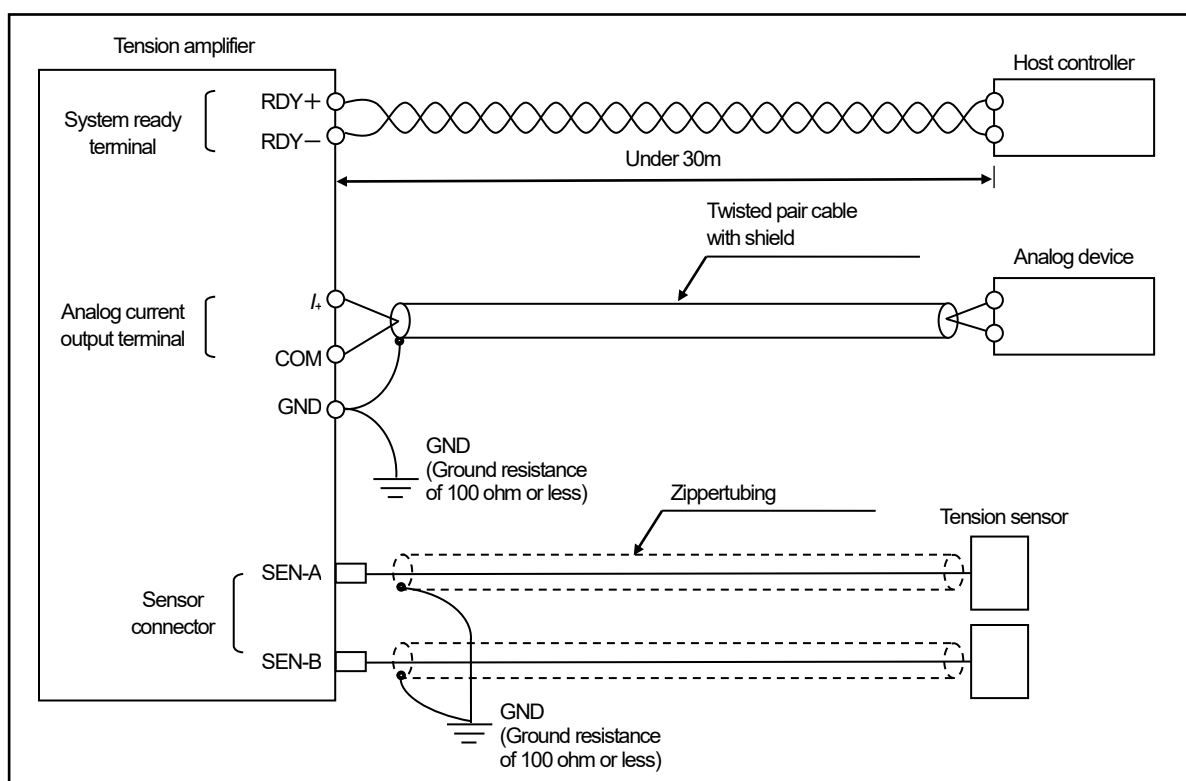 Tension amplifier
Host controller
RDY+
System ready
terminal
RDY−
Under 30m
Twisted pair cable
with shield
Analog device
I+
Analog current
output terminal
COM
GND
GND
(Ground resistance
of 100 ohm or less)
Zippertubing
Tension sensor
SEN-A
Sensor
connector
SEN-B
GND
(Ground resistance
of 100 ohm or less)